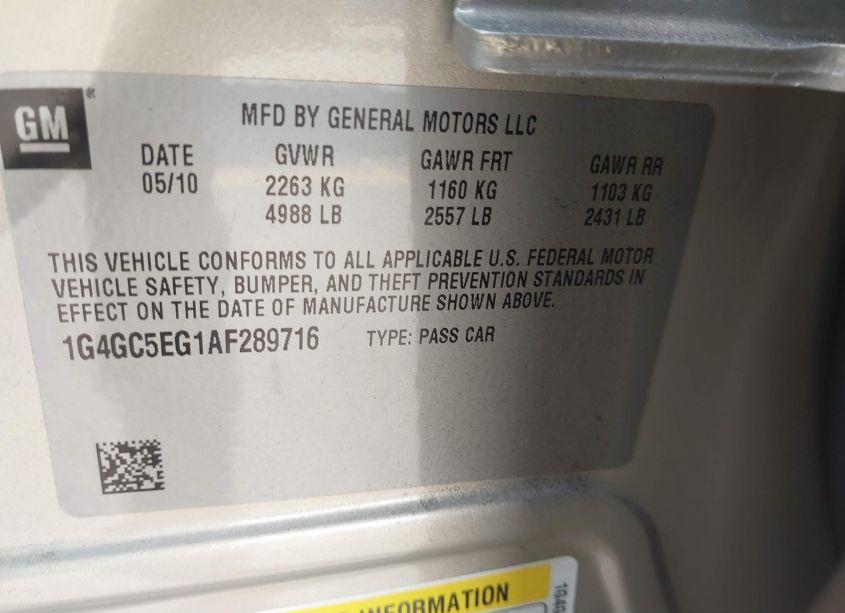 GM
MFD BY GENERAL MOTORS LLC
DATE GVWR GAWR FRT GAWR RR
05/10 2263 KG 1160 KG 1103 KG
4988 LB 2557 LB 2431 LB
THIS VEHICLE CONFORMS TO ALL APPLICABLE U.S. FEDERAL MOTOR
VEHICLE SAFETY, BUMPER, AND THEFT PREVENTION STANDARDS IN
EFFECT ON THE DATE OF MANUFACTURE SHOWN ABOVE.
1G4GC5EG1AF289716 TYPE: PASS CAR
INFORMATION